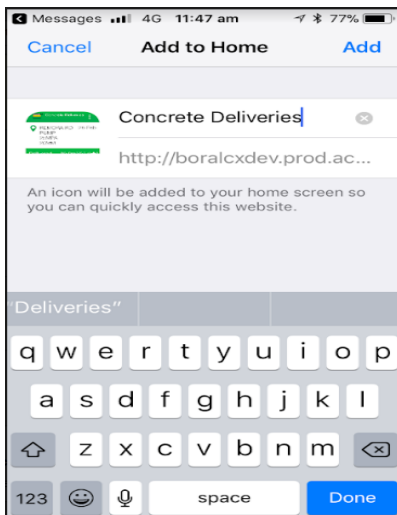 Messages 4G 11:47 am 77%
Cancel Add to Home Add
Concrete Deliveries
http://boralcxdev.prod.ac...
An icon will be added to your home screen so
you can quickly access this website.
"Deliveries"
q w e r t y u i o p
a s d f g h j k l
z x c v b n m
123 space Done